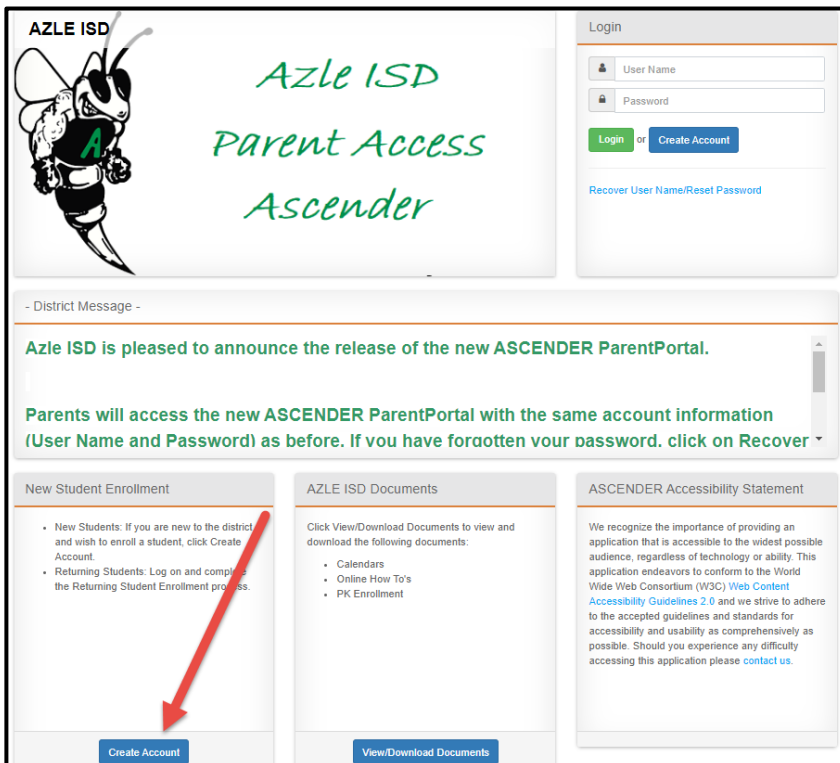 AZLE ISD
A
Azle ISD
Parent Access
Ascender
Login
User Name
Password
Login or Create Account
Recover User Name/Reset Password
- District Message -
Azle ISD is pleased to announce the release of the new ASCENDER ParentPortal.
Parents will access the new ASCENDER ParentPortal with the same account information
(User Name and Password) as before. If you have forgotten your password, click on Recover
New Student Enrollment
• New Students: If you are new to the district
and wish to enroll a student, click Create
Account.
• Returning Students: Log on and complete
the Returning Student Enrollment process.
Create Account
AZLE ISD Documents
Click View/Download Documents to view and
download the following documents:
• Calendars
• Online How To's
• PK Enrollment
View/Download Documents
ASCENDER Accessibility Statement
We recognize the importance of providing an
application that is accessible to the widest possible
audience, regardless of technology or ability. This
application endeavors to conform to the World
Wide Web Consortium (W3C) Web Content
Accessibility Guidelines 2.0 and we strive to adhere
to the accepted guidelines and standards for
accessibility and usability as comprehensively as
possible. Should you experience any difficulty
accessing this application please contact us.